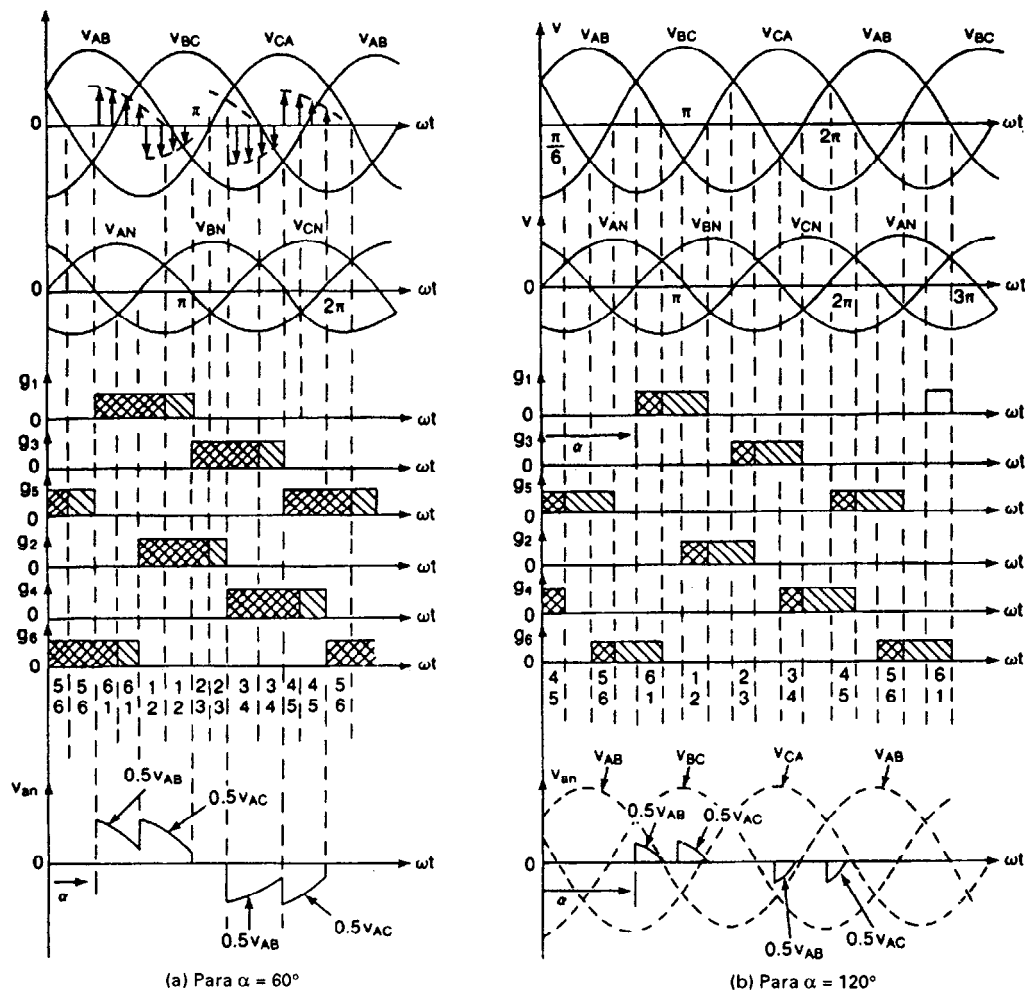 v_AB v_BC v_CA v_AB
0 π ωt
v_AN v_BN v_CN
0 π 2π ωt
g₁
0 ωt
g₃
0 ωt
g₅
0 ωt
g₂
0 ωt
g₄
0 ωt
g₆
0 ωt
5 5 6 6 1 1 2 2 3 3 4 4 5
6 6 1 1 2 2 3 3 4 4 5 5 6
v_an
0.5v_AB
0.5v_AC
0 ωt
α
0.5v_AB
0.5v_AC
(a) Para α = 60°
v v_AB v_BC v_CA v_AB v_BC
0 π/6 π 2π ωt
v v_AN v_BN v_CN v_AN
0 π 2π 3π ωt
g₁
0 ωt
g₃
0 α ωt
g₅
0 ωt
g₂
0 ωt
g₄
0 ωt
g₆
0 ωt
4 5 6 1 2 3 4 5 6
5 6 1 2 3 4 5 6 1
v_an v_AB v_BC v_CA v_AB
0.5v_AB
0.5v_AC
0 ωt
α
0.5v_AB
0.5v_AC
(b) Para α = 120°